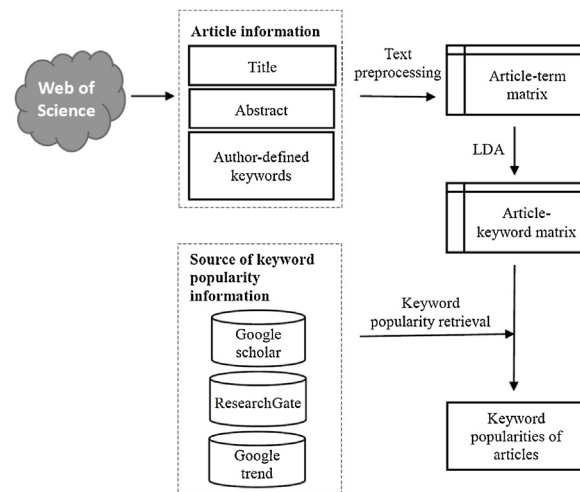 Web of
Science
Article information
Title
Abstract
Author-defined
keywords
Text
preprocessing
Article-term
matrix
LDA
Article-
keyword matrix
Source of keyword
popularity
information
Google
scholar
ResearchGate
Google
trend
Keyword
popularity retrieval
Keyword
popularities of
articles